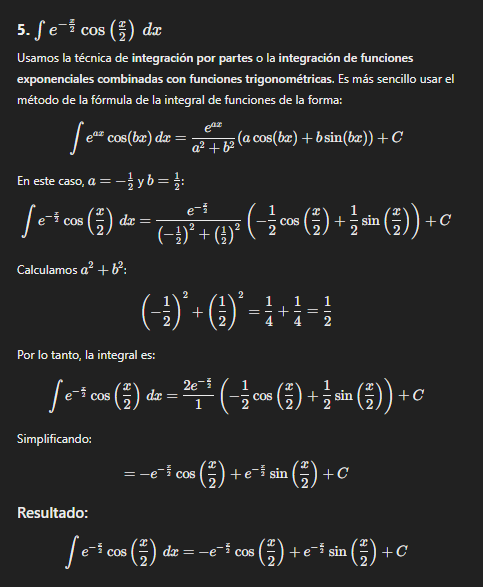 5. ∫ e^{-x/2} cos(x/2) dx
Usamos la técnica de integración por partes o la integración de funciones
exponenciales combinadas con funciones trigonométricas. Es más sencillo usar el
método de la fórmula de la integral de funciones de la forma:
∫ e^{ax} cos(bx) dx = e^{ax}/(a² + b²) (a cos(bx) + b sin(bx)) + C
En este caso, a = -1/2 y b = 1/2:
∫ e^{-x/2} cos(x/2) dx = e^{-x/2}/((-1/2)² + (1/2)²) (-1/2 cos(x/2) + 1/2 sin(x/2)) + C
Calculamos a² + b²:
(-1/2)² + (1/2)² = 1/4 + 1/4 = 1/2
Por lo tanto, la integral es:
∫ e^{-x/2} cos(x/2) dx = 2e^{-x/2}/1 (-1/2 cos(x/2) + 1/2 sin(x/2)) + C
Simplificando:
= -e^{-x/2} cos(x/2) + e^{-x/2} sin(x/2) + C
Resultado:
∫ e^{-x/2} cos(x/2) dx = -e^{-x/2} cos(x/2) + e^{-x/2} sin(x/2) + C